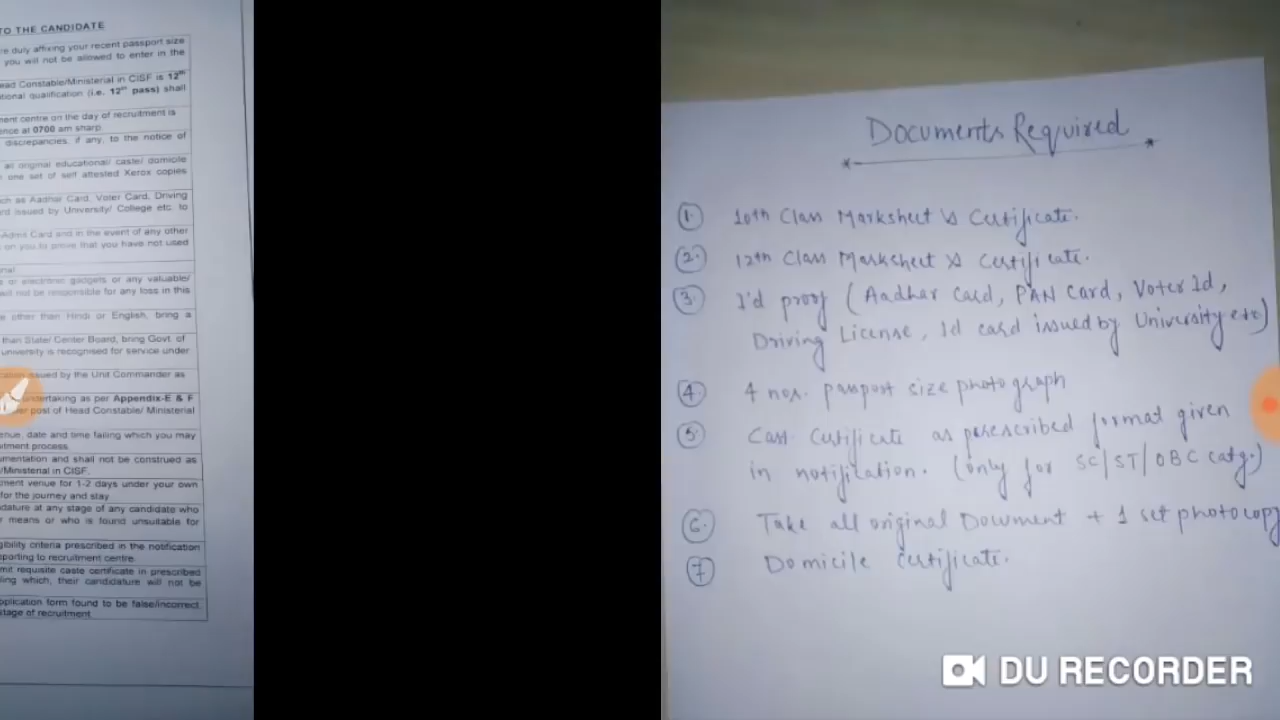 TO THE CANDIDATE
re duly affixing your recent passport size
you will not be allowed to enter in the
ead Constable/Ministerial in CISF is 12th
tional qualification (i.e. 12th pass) shall
ment centre on the day of recruitment is
ence at 0700 am sharp.
discrepancies, if any, to the notice of
all original educational/ caste/ domicile
one set of self attested Xerox copies
ch as Aadhar Card, Voter Card, Driving
rd issued by University/ College etc. to
Admit Card and in the event of any other
on you to prove that you have not used
nal.
s or electronic gadgets or any valuable/
will not be responsible for any loss in this
e other than Hindi or English, bring a
than State/ Center Board, bring Govt. of
university is recognised for service under
issued by the Unit Commander as
undertaking as per Appendix-E & F
post of Head Constable/ Ministerial
enue, date and time failing which you may
uitment process.
umentation and shall not be construed as
/Ministerial in CISF.
ment venue for 1-2 days under your own
for the journey and stay
dature at any stage of any candidate who
means or who is found unsuitable for
gibility criteria prescribed in the notification
porting to recruitment centre.
mit requisite caste certificate in prescribed
ling which, their candidature will not be
pplication form found to be false/incorrect
stage of recruitment.
Documents Required
1. 10th Class Marksheet & Certificate.
2. 12th Class Marksheet & Certificate.
3. I'd proof (Aadhar Card, PAN Card, Voter Id,
Driving License, Id card issued by University etc)
4. 4 nos. passpost size photograph
5. Cast Certificate as prescribed format given
in notification. (only for SC/ST/OBC catg.)
6. Take all original Document + 1 set photocopy
7 Domicile certificate.
DU RECORDER